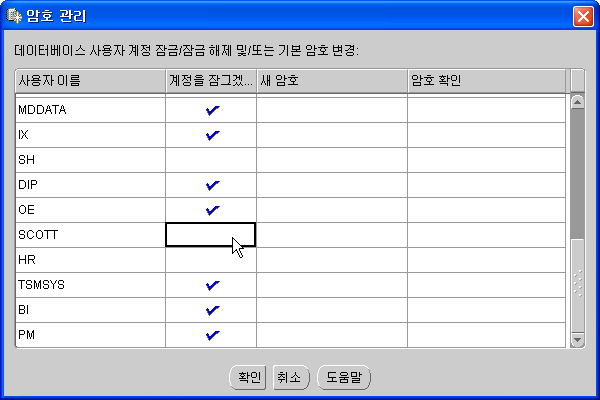 암호 관리
데이터베이스 사용자 계정 잠금/잠금 해제 및/또는 기본 암호 변경:
사용자 이름 계정을 잠그겠... 새 암호 암호 확인
MDDATA
IX
SH
DIP
OE
SCOTT
HR
TSMSYS
BI
PM
확인 취소 도움말